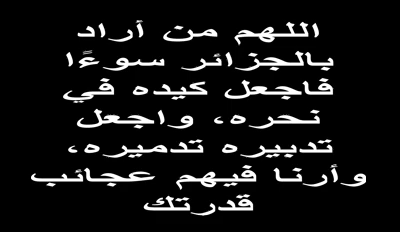 اللهم من أراد
بالجزائر سوءًا
فاجعل كيده في
نحره، واجعل
تدبيره تدميره،
وأرنا فيهم عجائب
قدرتك